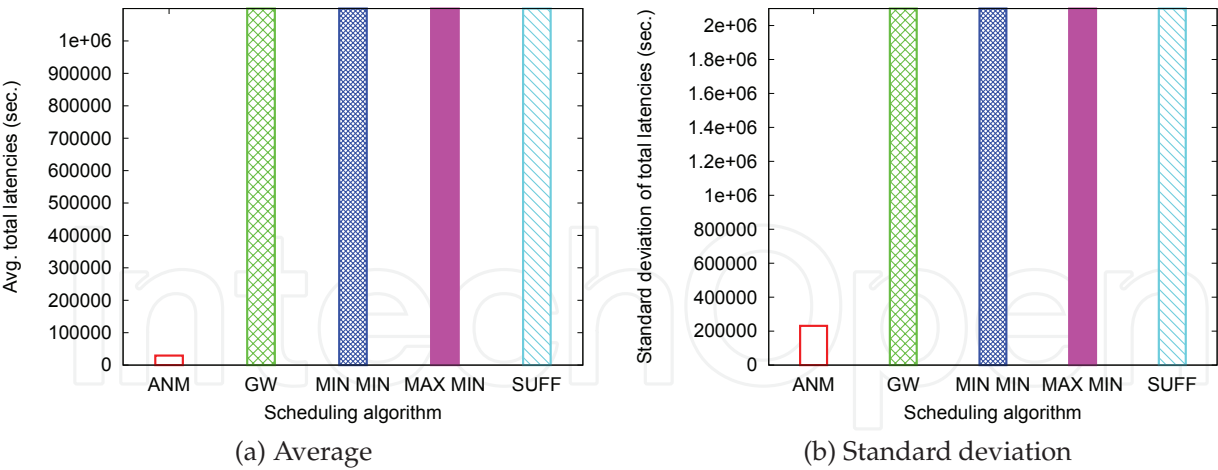 Avg. total latencies (sec.)
1e+06
900000
800000
700000
600000
500000
400000
300000
200000
100000
0
ANM GW MIN MIN MAX MIN SUFF
Scheduling algorithm
(a) Average
Standard deviation of total latencies (sec.)
2e+06
1.8e+06
1.6e+06
1.4e+06
1.2e+06
1e+06
800000
600000
400000
200000
0
ANM GW MIN MIN MAX MIN SUFF
Scheduling algorithm
(b) Standard deviation
IntechOpen